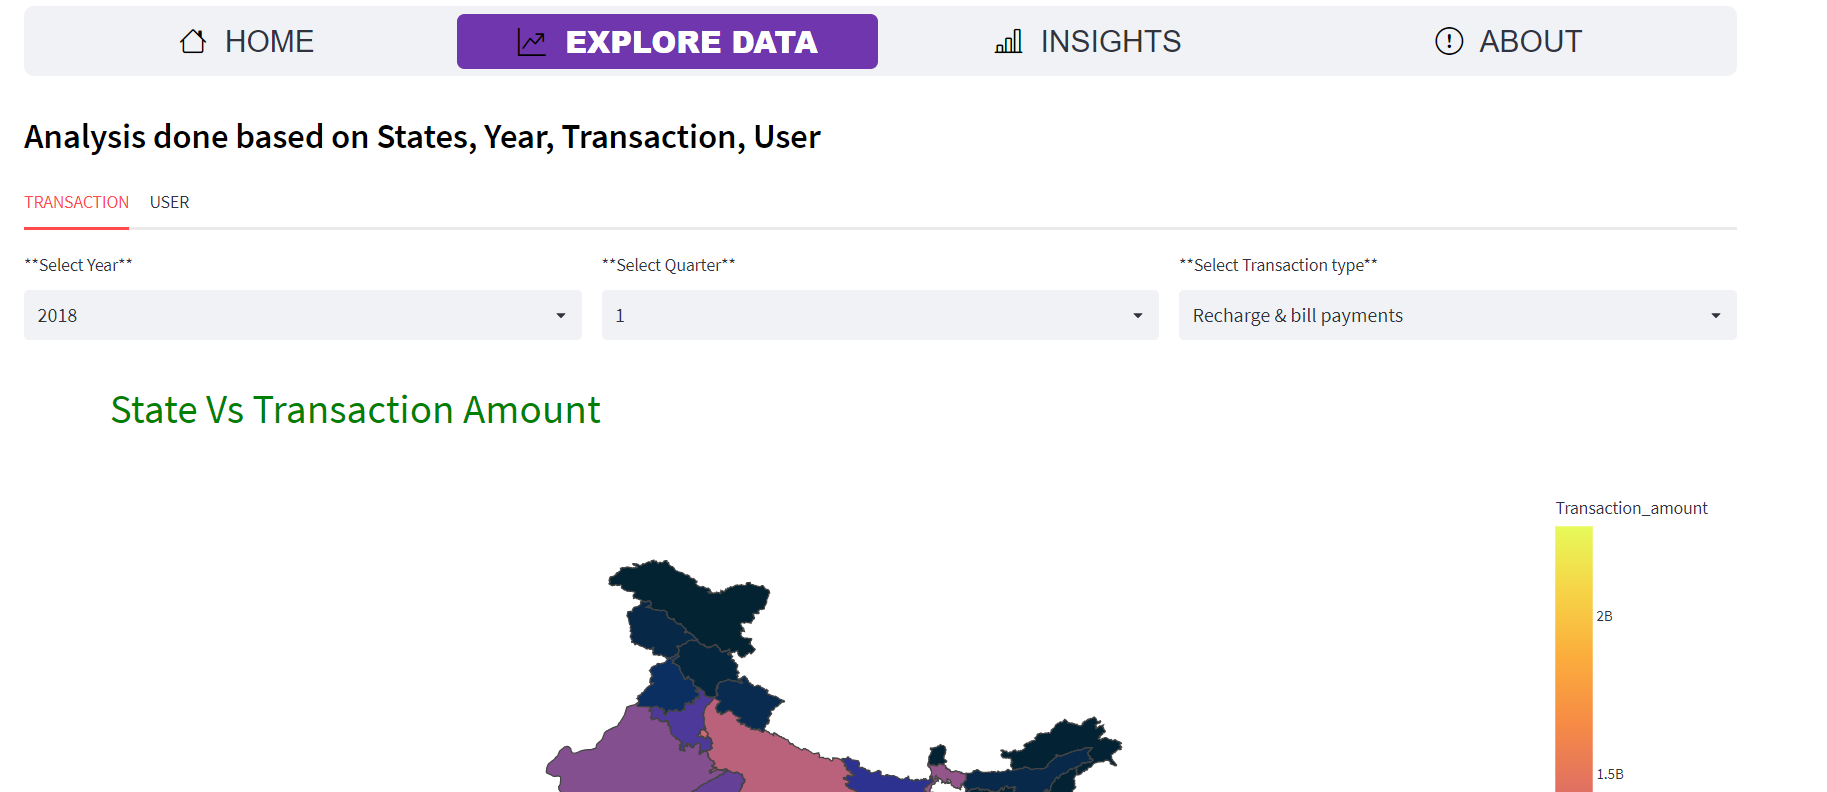 HOME EXPLORE DATA INSIGHTS ABOUT
Analysis done based on States, Year, Transaction, User
TRANSACTION USER
**Select Year** **Select Quarter** **Select Transaction type**
2018 1 Recharge & bill payments
State Vs Transaction Amount
Transaction_amount
2B
1.5B